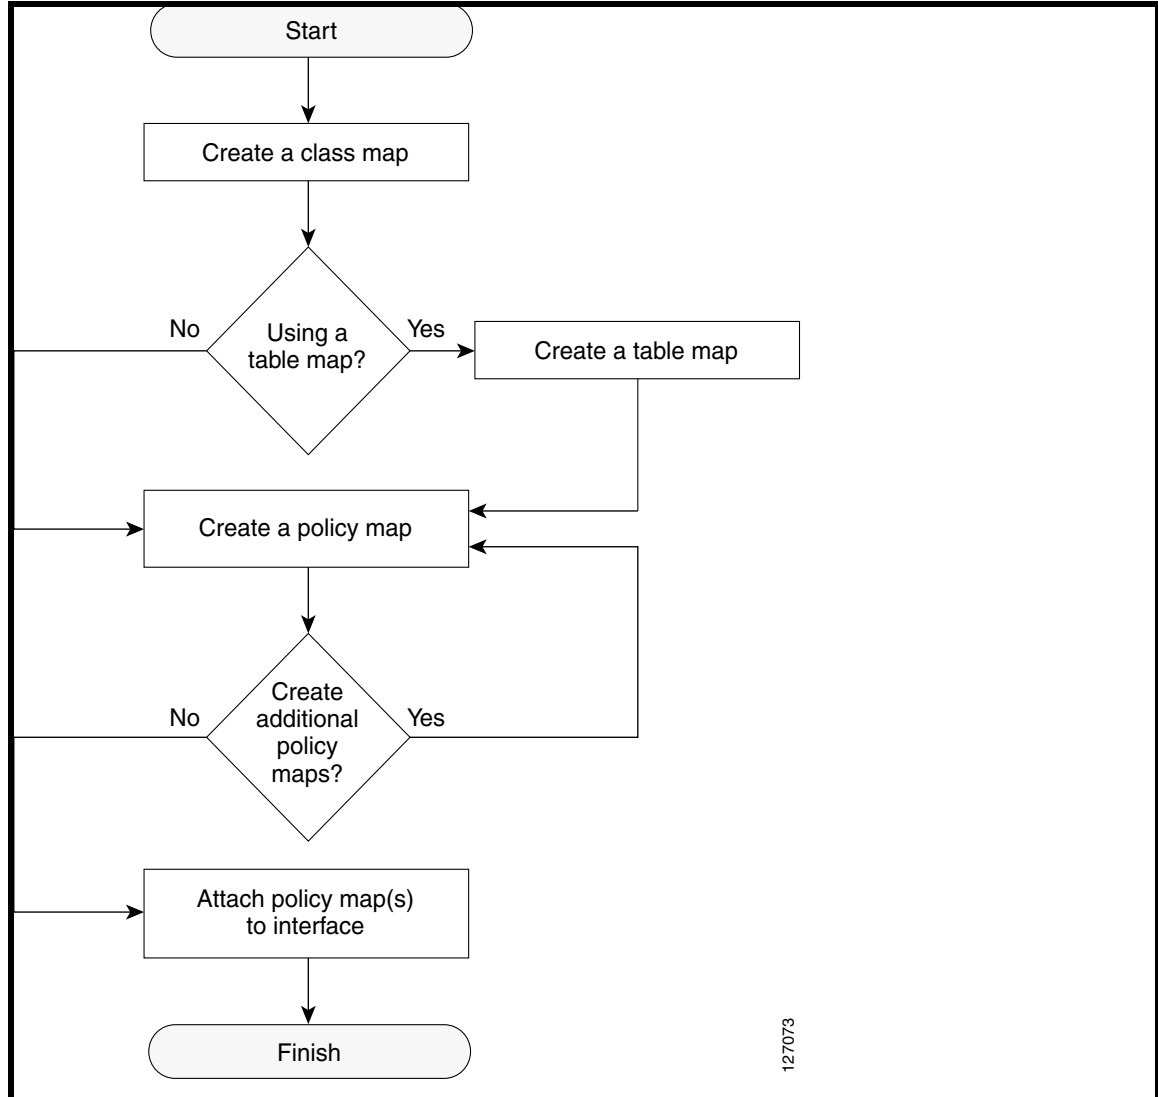 Start
Create a class map
No
Using a
table map?
Yes
Create a table map
Create a policy map
No
Create
additional
policy
maps?
Yes
Attach policy map(s)
to interface
Finish
127073